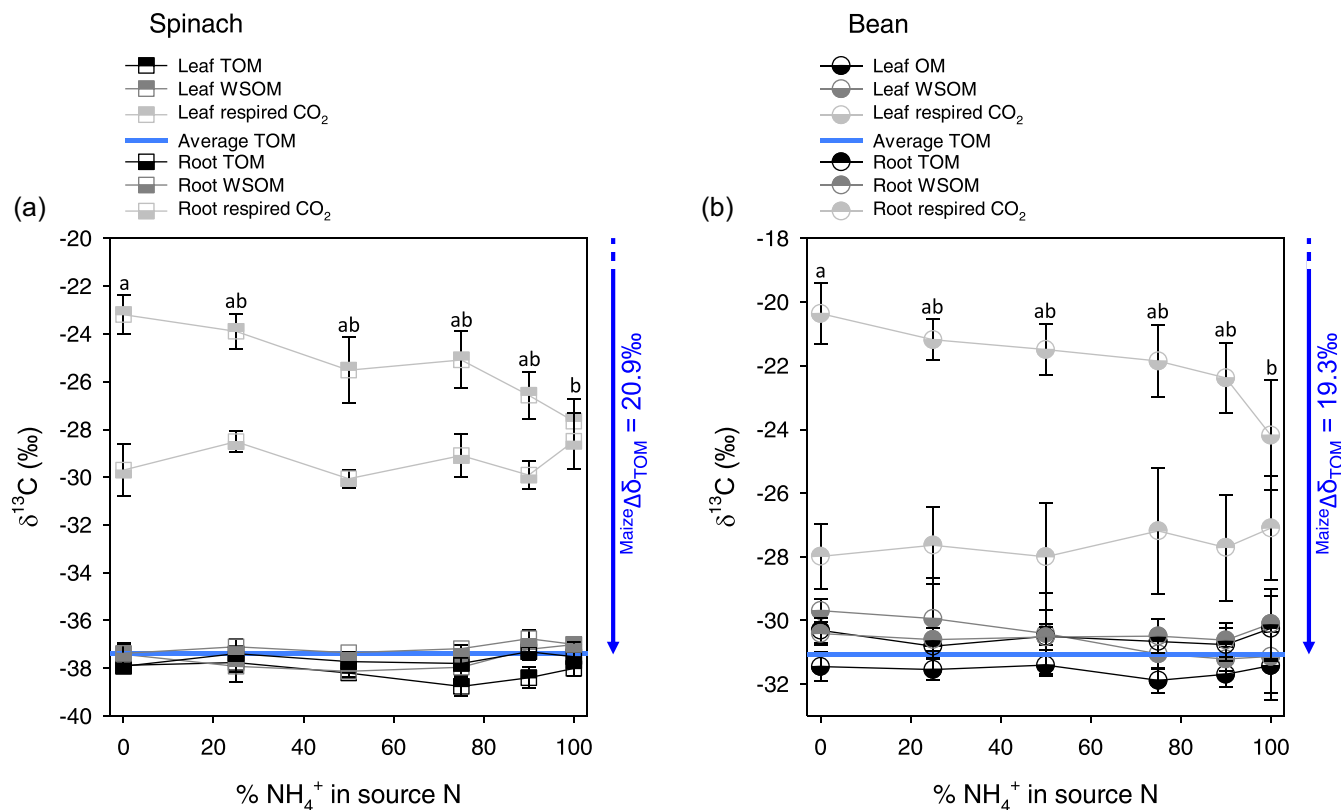 Spinach
Leaf TOM
Leaf WSOM
Leaf respired CO₂
Average TOM
Root TOM
Root WSOM
Root respired CO₂
(a)
-20
-22
-24
-26
-28
-30
-32
-34
-36
-38
-40
δ¹³C (‰)
a
ab
ab
ab
ab
b
0
20
40
60
80
100
% NH₄⁺ in source N
ᴹᵃⁱᶻᵉΔδTOM = 20.9‰
Bean
Leaf OM
Leaf WSOM
Leaf respired CO₂
Average TOM
Root TOM
Root WSOM
Root respired CO₂
(b)
-18
-20
-22
-24
-26
-28
-30
-32
δ¹³C (‰)
a
ab
ab
ab
ab
b
0
20
40
60
80
100
% NH₄⁺ in source N
ᴹᵃⁱᶻᵉΔδTOM = 19.3‰